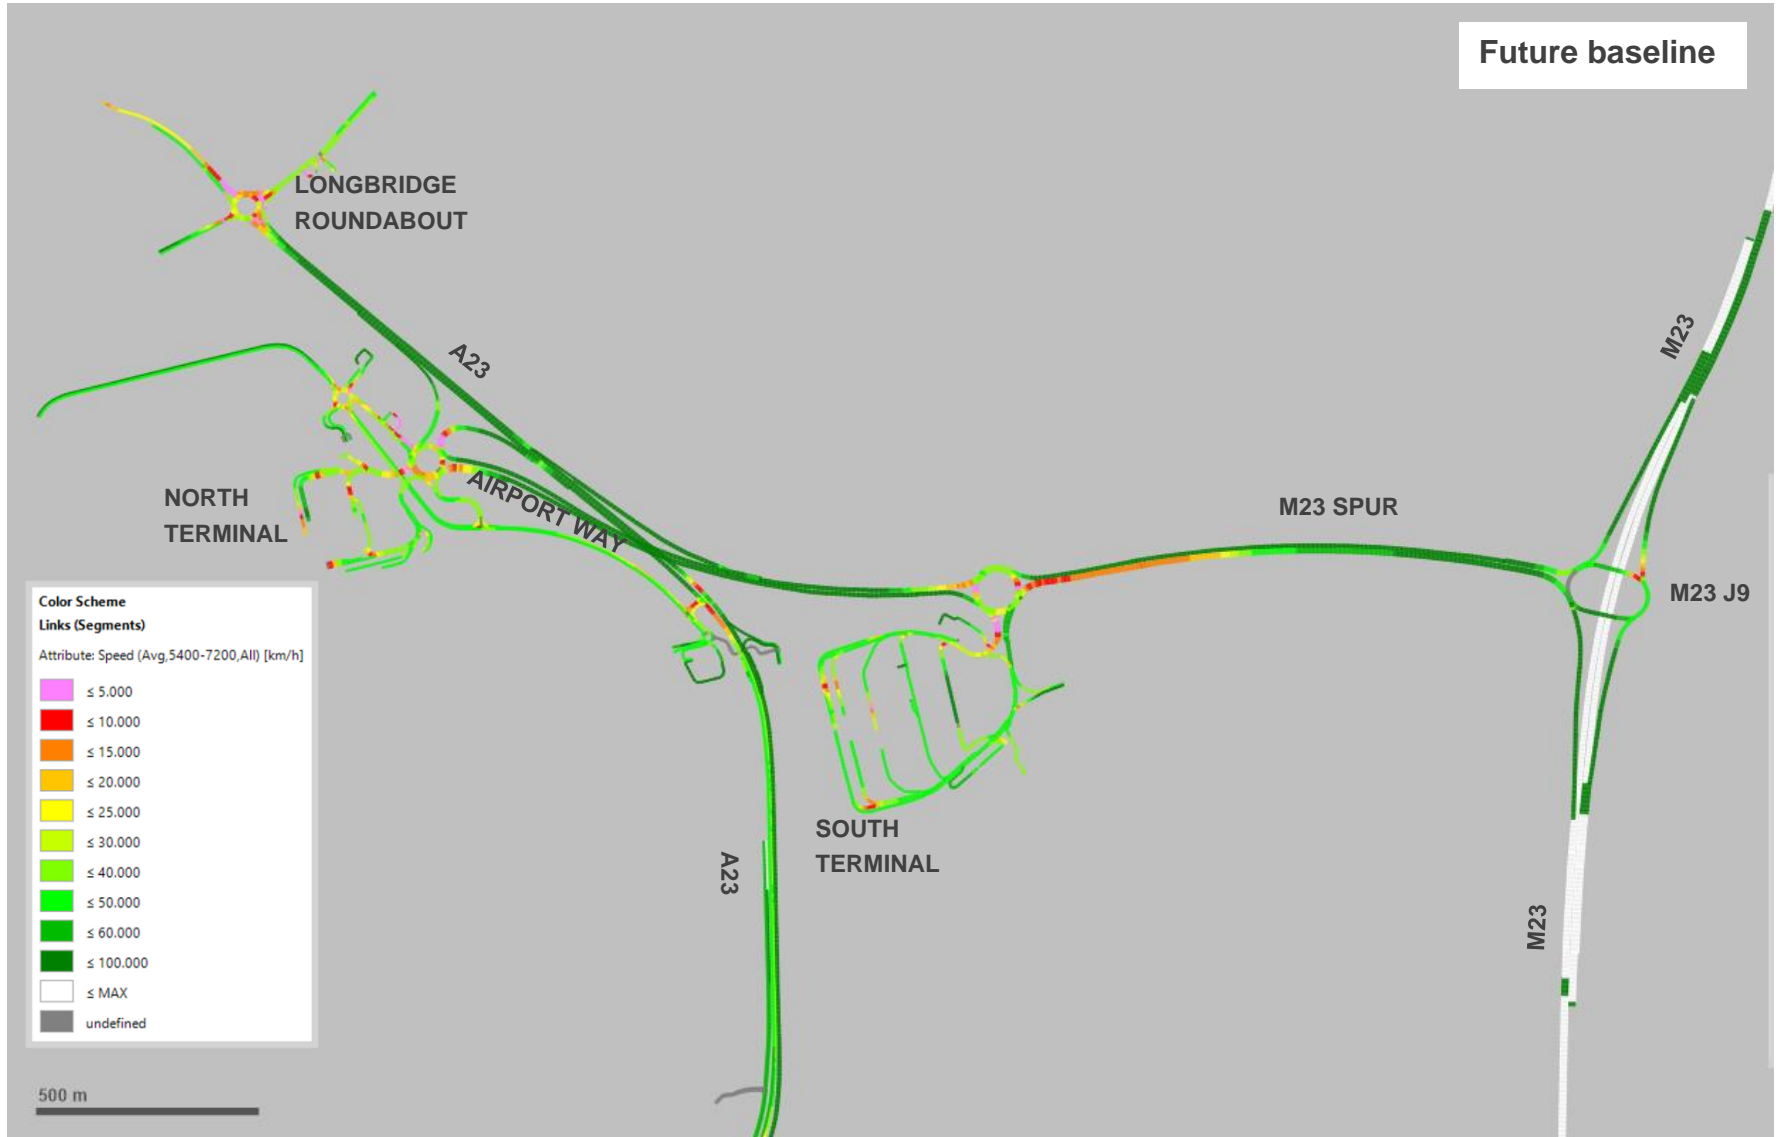 Future baseline
LONGBRIDGE
ROUNDABOUT
A23
M23
NORTH
TERMINAL
AIRPORT WAY
M23 SPUR
M23 J9
Color Scheme
Links (Segments)
Attribute: Speed (Avg,5400-7200,All) [km/h]
≤ 5.000
≤ 10.000
≤ 15.000
≤ 20.000
≤ 25.000
≤ 30.000
≤ 40.000
≤ 50.000
≤ 60.000
≤ 100.000
≤ MAX
undefined
SOUTH
TERMINAL
A23
M23
500 m